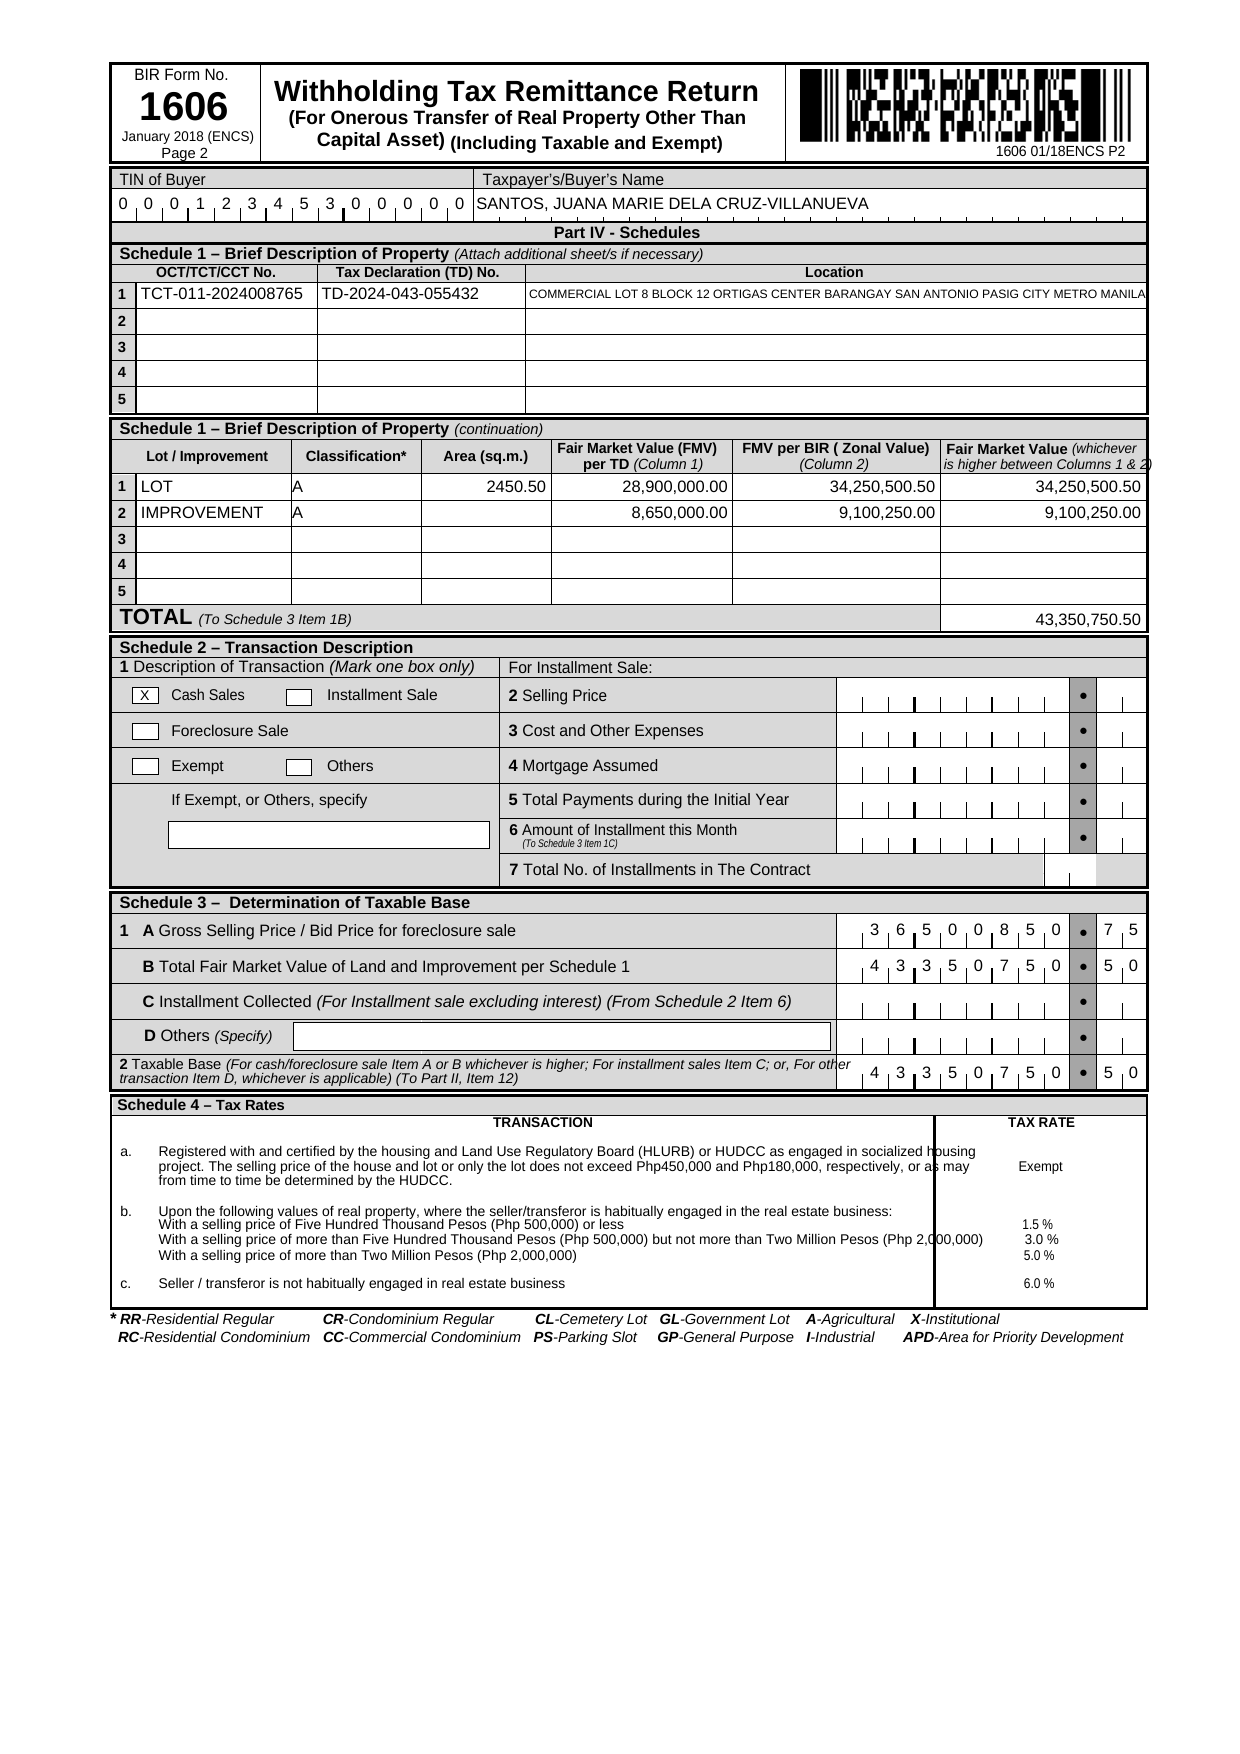 BIR Form No.
1606
January 2018 (ENCS)
Page 2
Withholding Tax Remittance Return
(For Onerous Transfer of Real Property Other Than
Capital Asset) (Including Taxable and Exempt)
1606 01/18ENCS P2
TIN of Buyer Taxpayer's/Buyer's Name
0 0 0 1 2 3 4 5 3 0 0 0 0 0 SANTOS, JUANA MARIE DELA CRUZ-VILLANUEVA
Part IV - Schedules
Schedule 1 – Brief Description of Property (Attach additional sheet/s if necessary)
OCT/TCT/CCT No. Tax Declaration (TD) No. Location
1 TCT-011-2024008765 TD-2024-043-055432 COMMERCIAL LOT 8 BLOCK 12 ORTIGAS CENTER BARANGAY SAN ANTONIO PASIG CITY METRO MANILA
2
3
4
5
Schedule 1 – Brief Description of Property (continuation)
Lot / Improvement Classification* Area (sq.m.) Fair Market Value (FMV) per TD (Column 1) FMV per BIR ( Zonal Value) (Column 2) Fair Market Value (whichever is higher between Columns 1 & 2)
1 LOT A 2450.50 28,900,000.00 34,250,500.50 34,250,500.50
2 IMPROVEMENT A 8,650,000.00 9,100,250.00 9,100,250.00
3
4
5
TOTAL (To Schedule 3 Item 1B) 43,350,750.50
Schedule 2 – Transaction Description
1 Description of Transaction (Mark one box only) For Installment Sale:
X Cash Sales Installment Sale 2 Selling Price •
Foreclosure Sale 3 Cost and Other Expenses •
Exempt Others 4 Mortgage Assumed •
If Exempt, or Others, specify 5 Total Payments during the Initial Year •
6 Amount of Installment this Month •
(To Schedule 3 Item 1C)
7 Total No. of Installments in The Contract
Schedule 3 – Determination of Taxable Base
1 A Gross Selling Price / Bid Price for foreclosure sale 3 6 5 0 0 8 5 0 • 7 5
B Total Fair Market Value of Land and Improvement per Schedule 1 4 3 3 5 0 7 5 0 • 5 0
C Installment Collected (For Installment sale excluding interest) (From Schedule 2 Item 6) •
D Others (Specify) •
2 Taxable Base (For cash/foreclosure sale Item A or B whichever is higher; For installment sales Item C; or, For other
transaction Item D, whichever is applicable) (To Part II, Item 12) 4 3 3 5 0 7 5 0 • 5 0
Schedule 4 – Tax Rates
TRANSACTION TAX RATE
a. Registered with and certified by the housing and Land Use Regulatory Board (HLURB) or HUDCC as engaged in socialized housing
project. The selling price of the house and lot or only the lot does not exceed Php450,000 and Php180,000, respectively, or as may Exempt
from time to time be determined by the HUDCC.
b. Upon the following values of real property, where the seller/transferor is habitually engaged in the real estate business:
With a selling price of Five Hundred Thousand Pesos (Php 500,000) or less 1.5 %
With a selling price of more than Five Hundred Thousand Pesos (Php 500,000) but not more than Two Million Pesos (Php 2,000,000) 3.0 %
With a selling price of more than Two Million Pesos (Php 2,000,000) 5.0 %
c. Seller / transferor is not habitually engaged in real estate business 6.0 %
* RR-Residential Regular CR-Condominium Regular CL-Cemetery Lot GL-Government Lot A-Agricultural X-Institutional
RC-Residential Condominium CC-Commercial Condominium PS-Parking Slot GP-General Purpose I-Industrial APD-Area for Priority Development